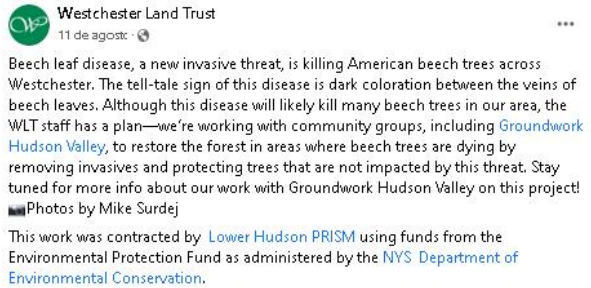 Westchester Land Trust
11 de agosto ·
Beech leaf disease, a new invasive threat, is killing American beech trees across
Westchester. The tell-tale sign of this disease is dark coloration between the veins of
beech leaves. Although this disease will likely kill many beech trees in our area, the
WLT staff has a plan—we're working with community groups, including Groundwork
Hudson Valley, to restore the forest in areas where beech trees are dying by
removing invasives and protecting trees that are not impacted by this threat. Stay
tuned for more info about our work with Groundwork Hudson Valley on this project!
📷Photos by Mike Surdej
This work was contracted by Lower Hudson PRISM using funds from the
Environmental Protection Fund as administered by the NYS Department of
Environmental Conservation.